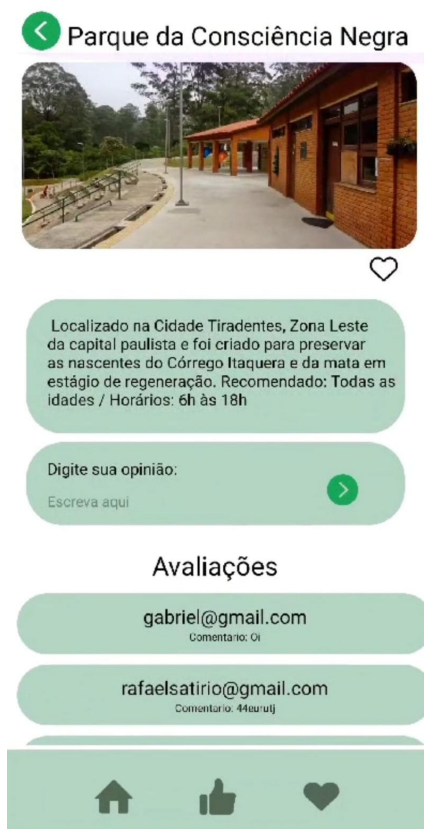 Parque da Consciência Negra
Localizado na Cidade Tiradentes, Zona Leste
da capital paulista e foi criado para preservar
as nascentes do Córrego Itaquera e da mata em
estágio de regeneração. Recomendado: Todas as
idades / Horários: 6h às 18h
Digite sua opinião:
Escreva aqui
Avaliações
gabriel@gmail.com
Comentario: Oi
rafaelsatirio@gmail.com
Comentario: 44eurutj